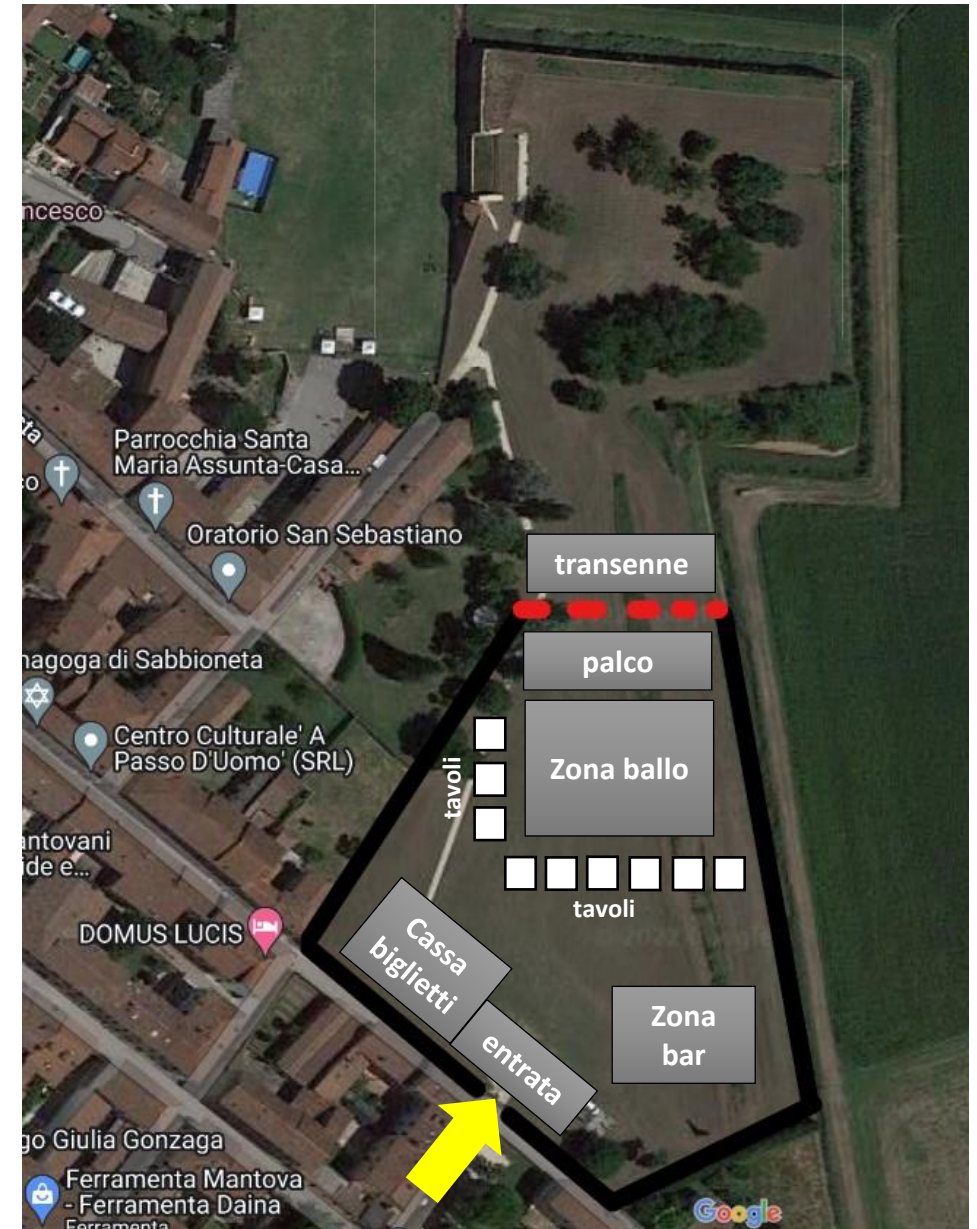 ncesco
Parrocchia Santa
Maria Assunta-Casa...
Oratorio San Sebastiano
transenne
nagoga di Sabbioneta
palco
Centro Culturale' A
Passo D'Uomo' (SRL)
tavoli
Zona ballo
antovani
ide e...
tavoli
DOMUS LUCIS
Cassa
biglietti
entrata
Zona
bar
go Giulia Gonzaga
Ferramenta Mantova
- Ferramenta Daina
Ferramenta
Google